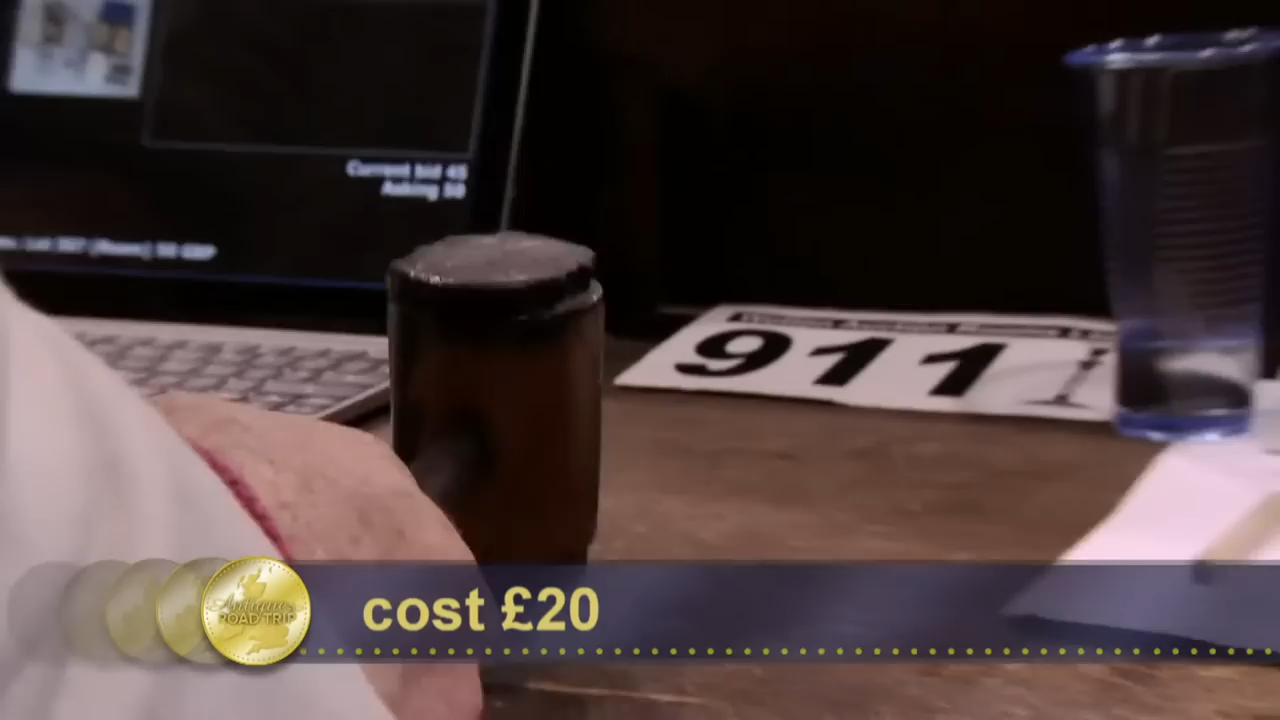 Current bid 45
Asking 50
911
Antiques
ROAD TRIP
cost £20